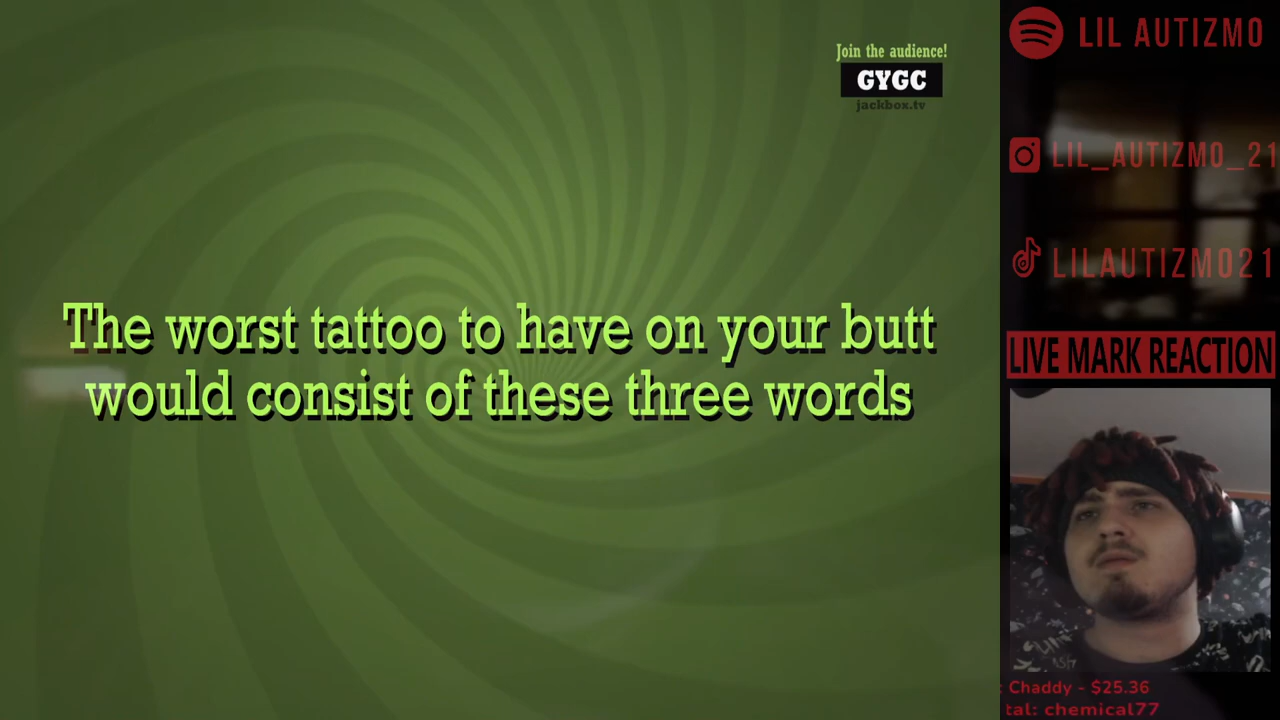 Join the audience!
GYGC
jackbox.tv
The worst tattoo to have on your butt
would consist of these three words
LIL AUTIZMO
LIL_AUTIZMO_21
LILAUTIZMO21
LIVE MARK REACTION
: Chaddy - $25.36
tal: chemical77